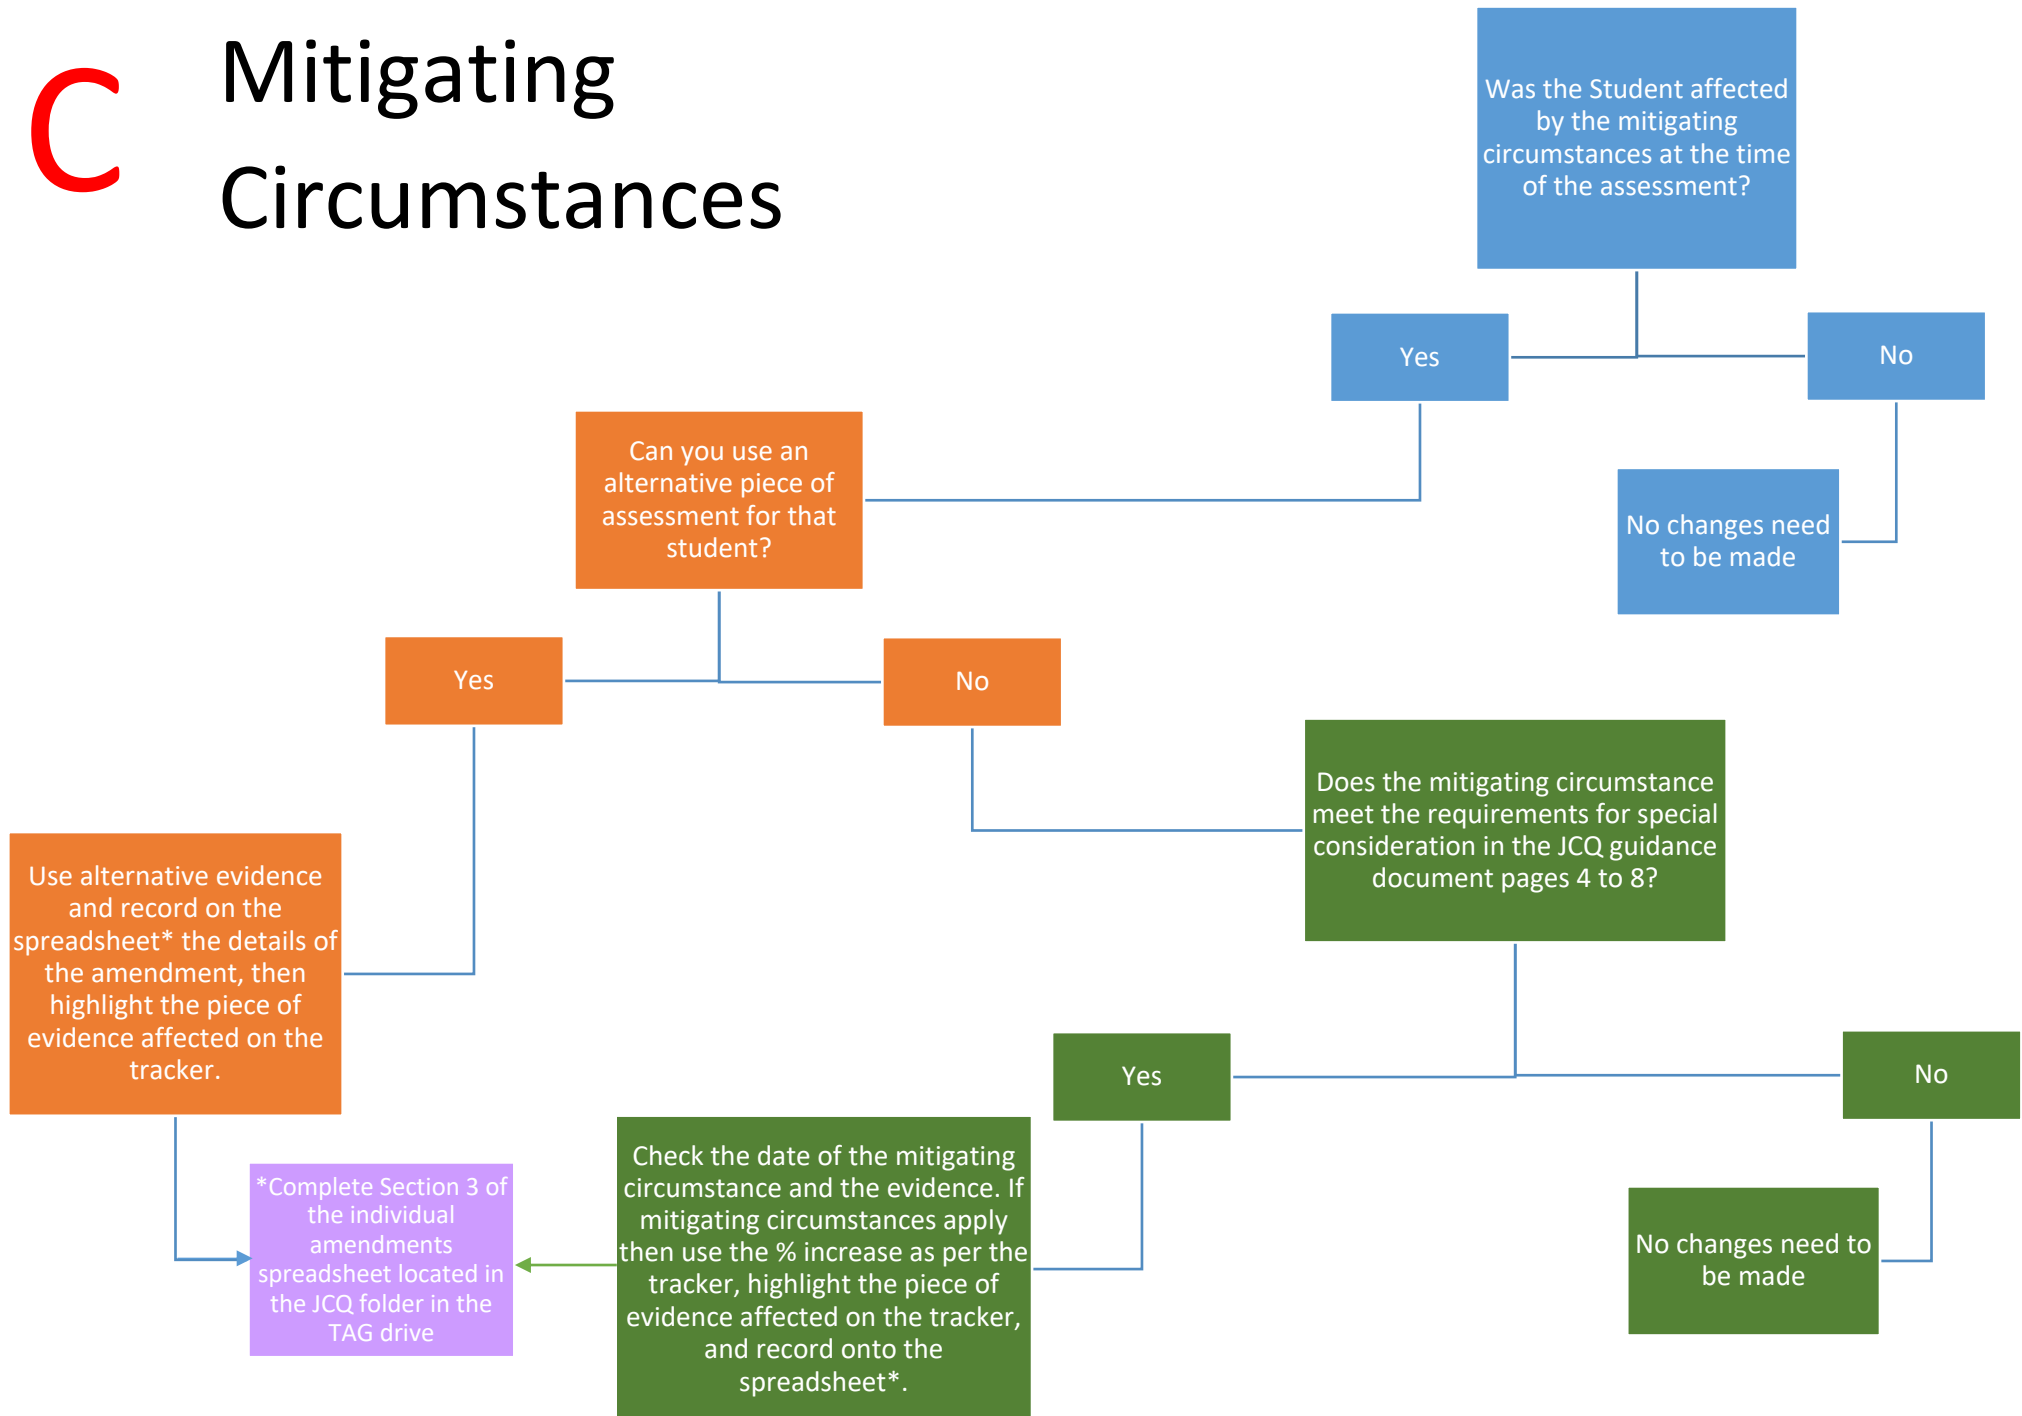 C
Mitigating
Circumstances
Was the Student affected
by the mitigating
circumstances at the time
of the assessment?
Yes
No
No changes need
to be made
Can you use an
alternative piece of
assessment for that
student?
Yes
No
Use alternative evidence
and record on the
spreadsheet* the details of
the amendment, then
highlight the piece of
evidence affected on the
tracker.
Does the mitigating circumstance
meet the requirements for special
consideration in the JCQ guidance
document pages 4 to 8?
Yes
No
Check the date of the mitigating
circumstance and the evidence. If
mitigating circumstances apply
then use the % increase as per the
tracker, highlight the piece of
evidence affected on the tracker,
and record onto the
spreadsheet*.
No changes need to
be made
*Complete Section 3 of
the individual
amendments
spreadsheet located in
the JCQ folder in the
TAG drive